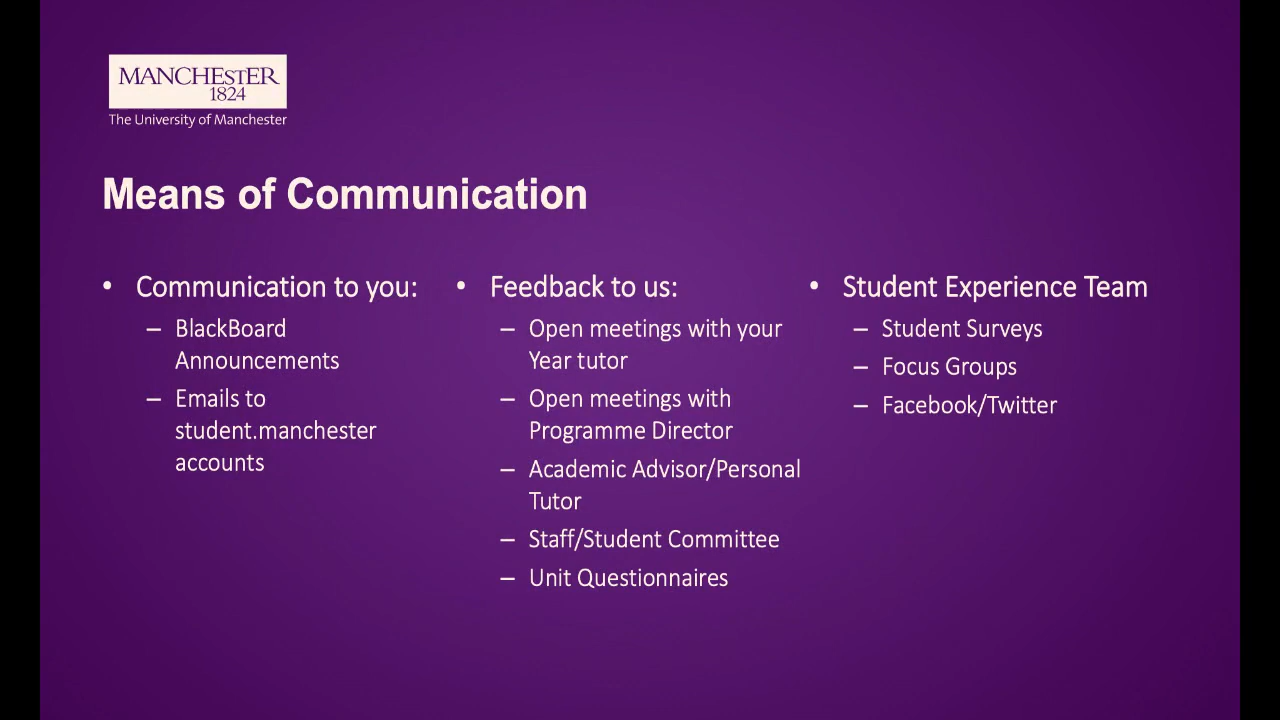 MANCHESTER
1824
The University of Manchester
Means of Communication
• Communication to you:
– BlackBoard
Announcements
– Emails to
student.manchester
accounts
• Feedback to us:
– Open meetings with your
Year tutor
– Open meetings with
Programme Director
– Academic Advisor/Personal
Tutor
– Staff/Student Committee
– Unit Questionnaires
• Student Experience Team
– Student Surveys
– Focus Groups
– Facebook/Twitter